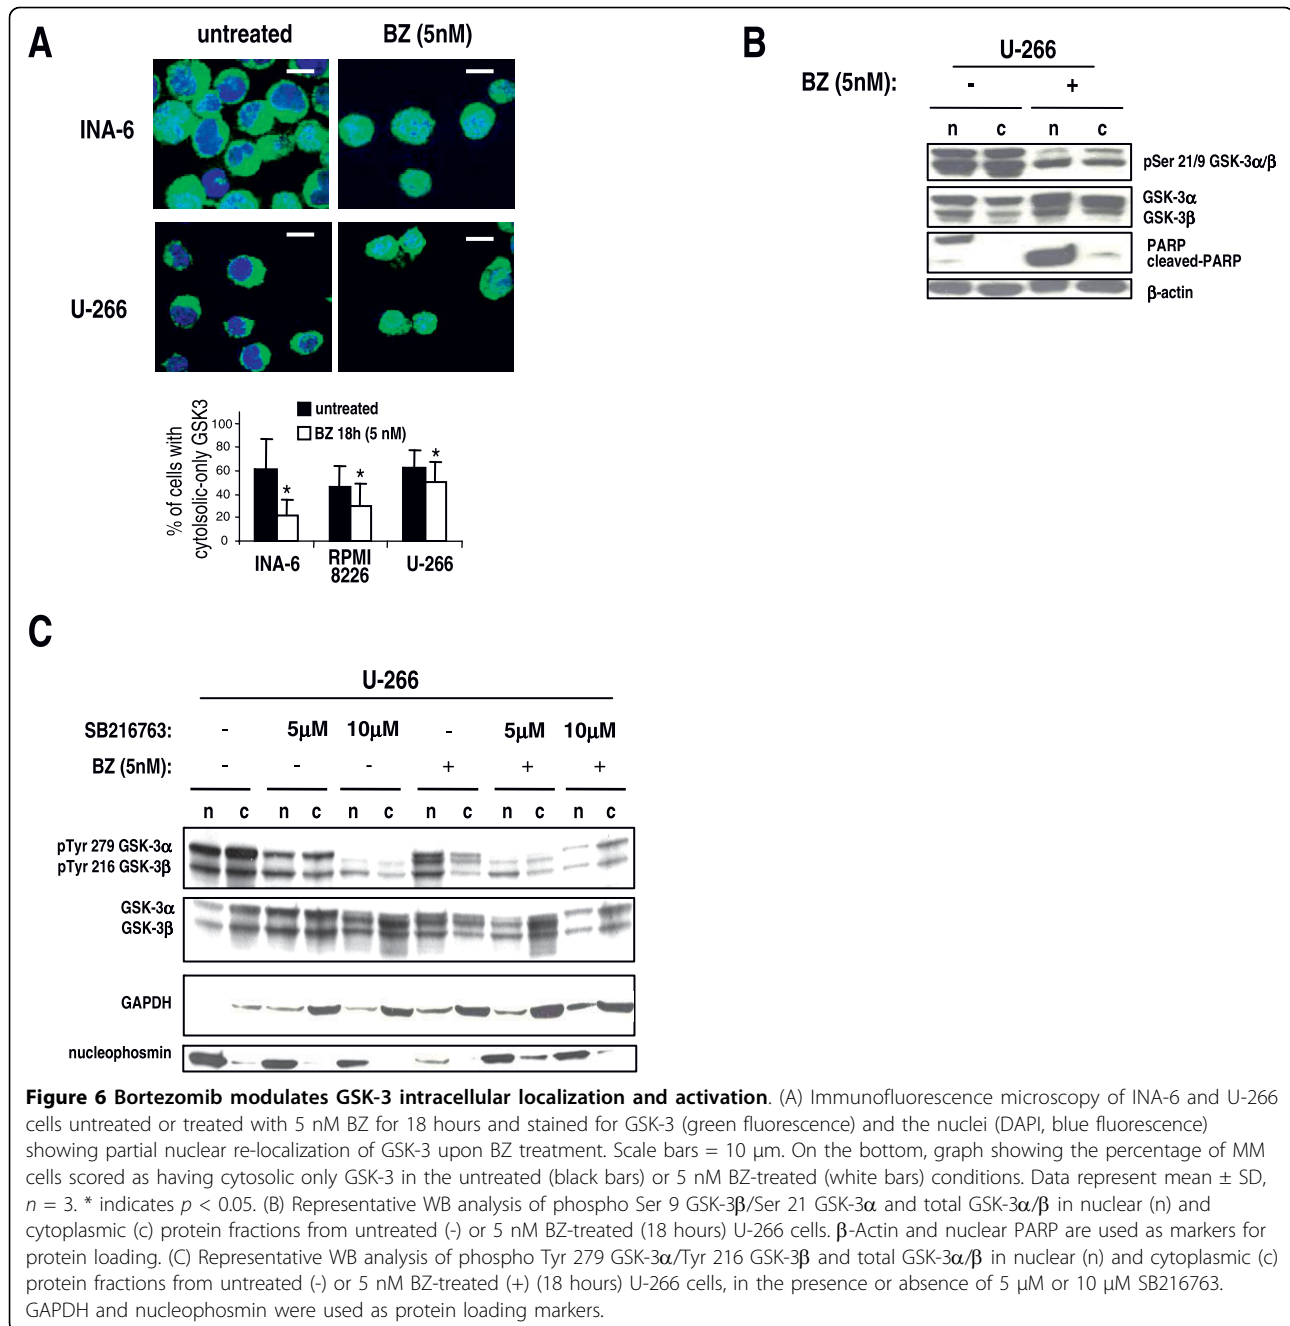 A
untreated
BZ (5nM)
INA-6
U-266
untreated
BZ 18h (5 nM)
% of cells with
cytolsolic-only GSK3
100
80
60
40
20
0
*
*
*
INA-6
RPMI
8226
U-266
B
U-266
BZ (5nM):
-
+
n c n c
pSer 21/9 GSK-3α/β
GSK-3α
GSK-3β
PARP
cleaved-PARP
β-actin
C
U-266
SB216763: - 5µM 10µM - 5µM 10µM
BZ (5nM): - - - + + +
n c n c n c n c n c n c
pTyr 279 GSK-3α
pTyr 216 GSK-3β
GSK-3α
GSK-3β
GAPDH
nucleophosmin
Figure 6 Bortezomib modulates GSK-3 intracellular localization and activation. (A) Immunofluorescence microscopy of INA-6 and U-266
cells untreated or treated with 5 nM BZ for 18 hours and stained for GSK-3 (green fluorescence) and the nuclei (DAPI, blue fluorescence)
showing partial nuclear re-localization of GSK-3 upon BZ treatment. Scale bars = 10 µm. On the bottom, graph showing the percentage of MM
cells scored as having cytosolic only GSK-3 in the untreated (black bars) or 5 nM BZ-treated (white bars) conditions. Data represent mean ± SD,
n = 3. * indicates p < 0.05. (B) Representative WB analysis of phospho Ser 9 GSK-3β/Ser 21 GSK-3α and total GSK-3α/β in nuclear (n) and
cytoplasmic (c) protein fractions from untreated (-) or 5 nM BZ-treated (18 hours) U-266 cells. β-Actin and nuclear PARP are used as markers for
protein loading. (C) Representative WB analysis of phospho Tyr 279 GSK-3α/Tyr 216 GSK-3β and total GSK-3α/β in nuclear (n) and cytoplasmic (c)
protein fractions from untreated (-) or 5 nM BZ-treated (+) (18 hours) U-266 cells, in the presence or absence of 5 µM or 10 µM SB216763.
GAPDH and nucleophosmin were used as protein loading markers.